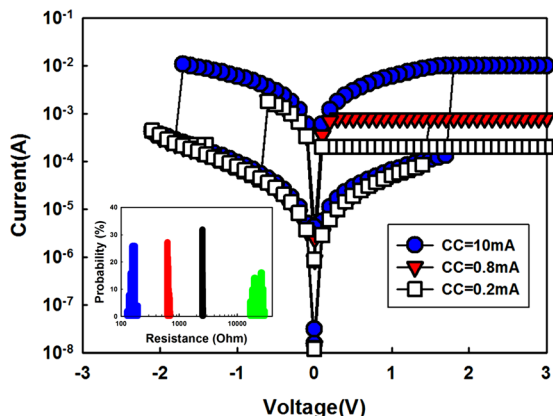 10⁻¹
10⁻²
10⁻³
10⁻⁴
10⁻⁵
10⁻⁶
10⁻⁷
10⁻⁸
Current(A)
-3 -2 -1 0 1 2 3
Voltage(V)
CC=10mA
CC=0.8mA
CC=0.2mA
40
30
20
10
0
Probability (%)
100 1000 10000
Resistance (Ohm)